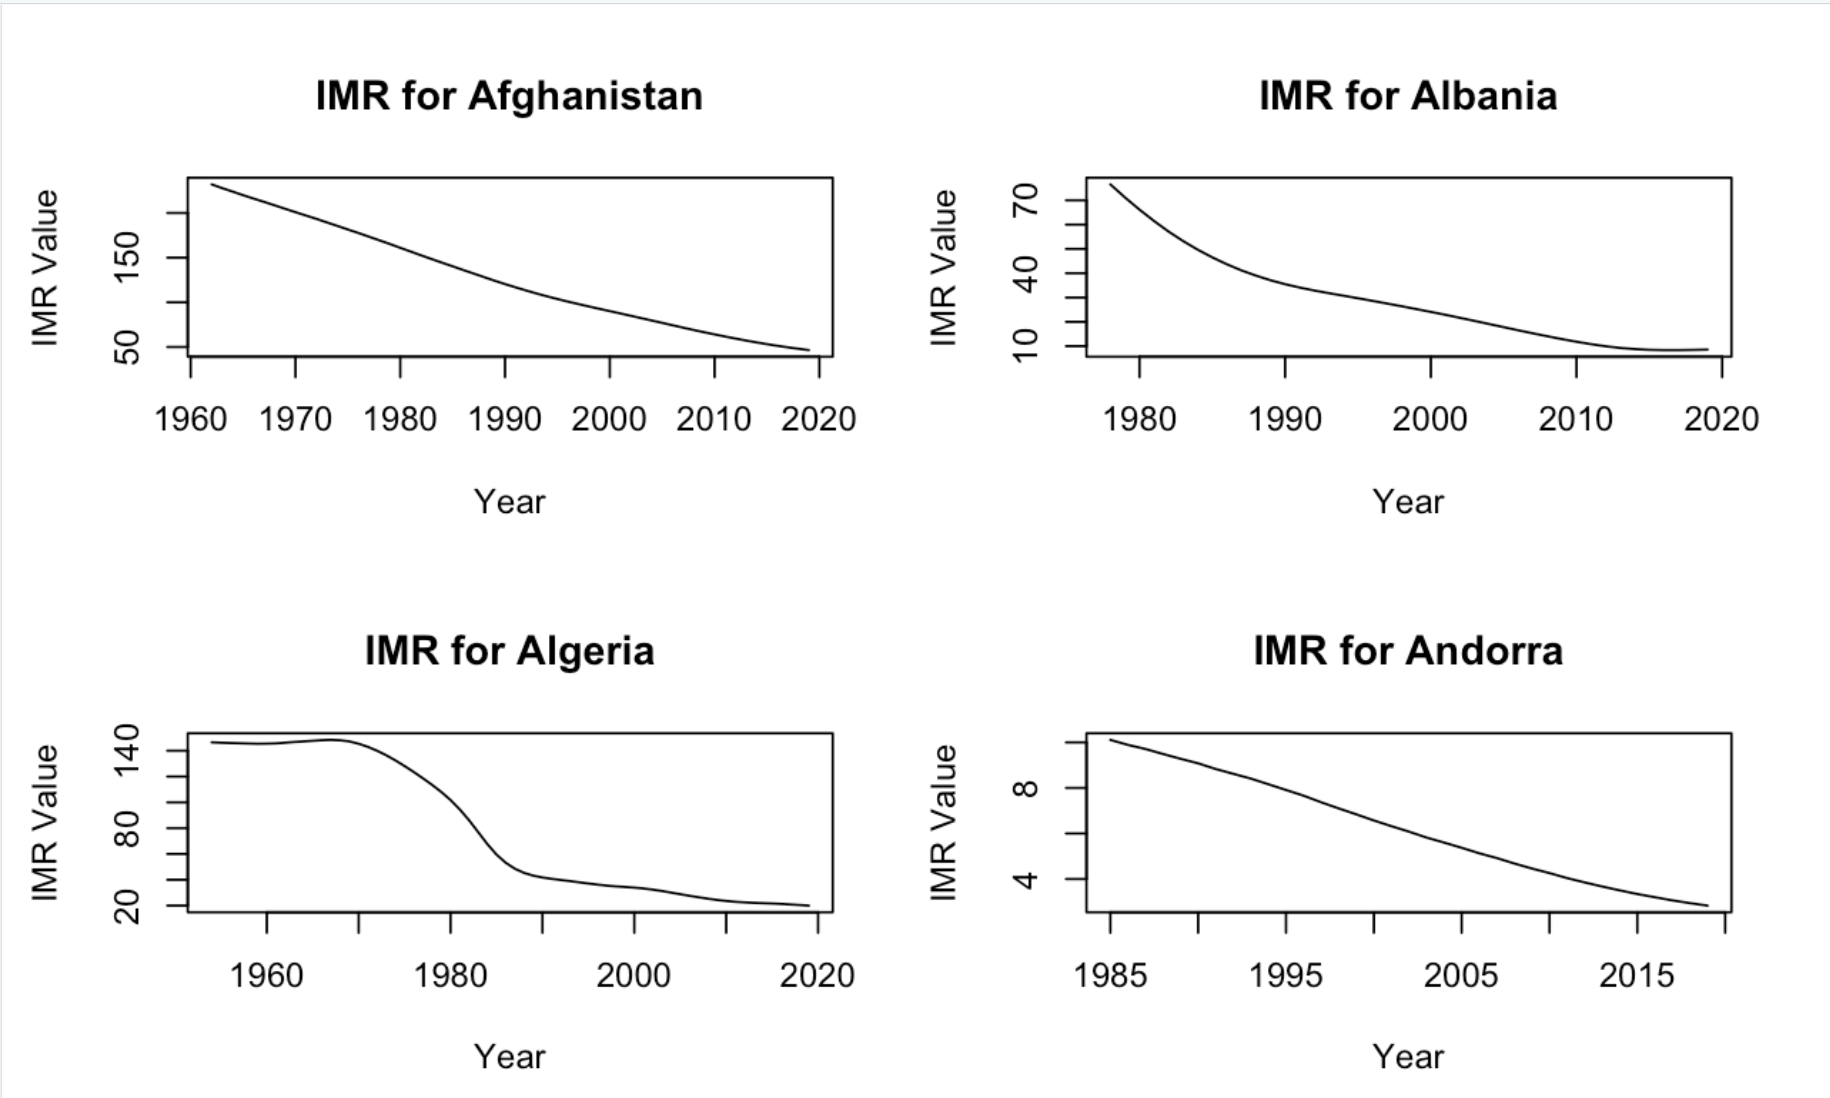 IMR for Afghanistan
IMR Value
150
50
1960 1970 1980 1990 2000 2010 2020
Year
IMR for Albania
IMR Value
70
40
10
1980 1990 2000 2010 2020
Year
IMR for Algeria
IMR Value
140
80
20
1960 1980 2000 2020
Year
IMR for Andorra
IMR Value
8
4
1985 1995 2005 2015
Year